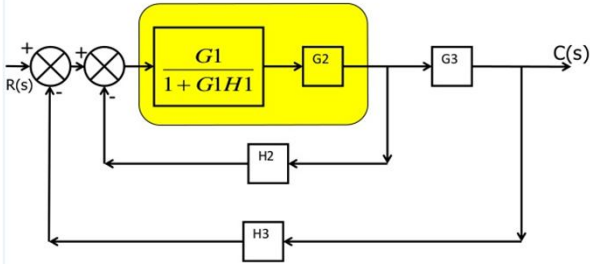 +
+
G1
1 + G1H1
G2
G3
C(s)
R(s)
-
-
H2
H3